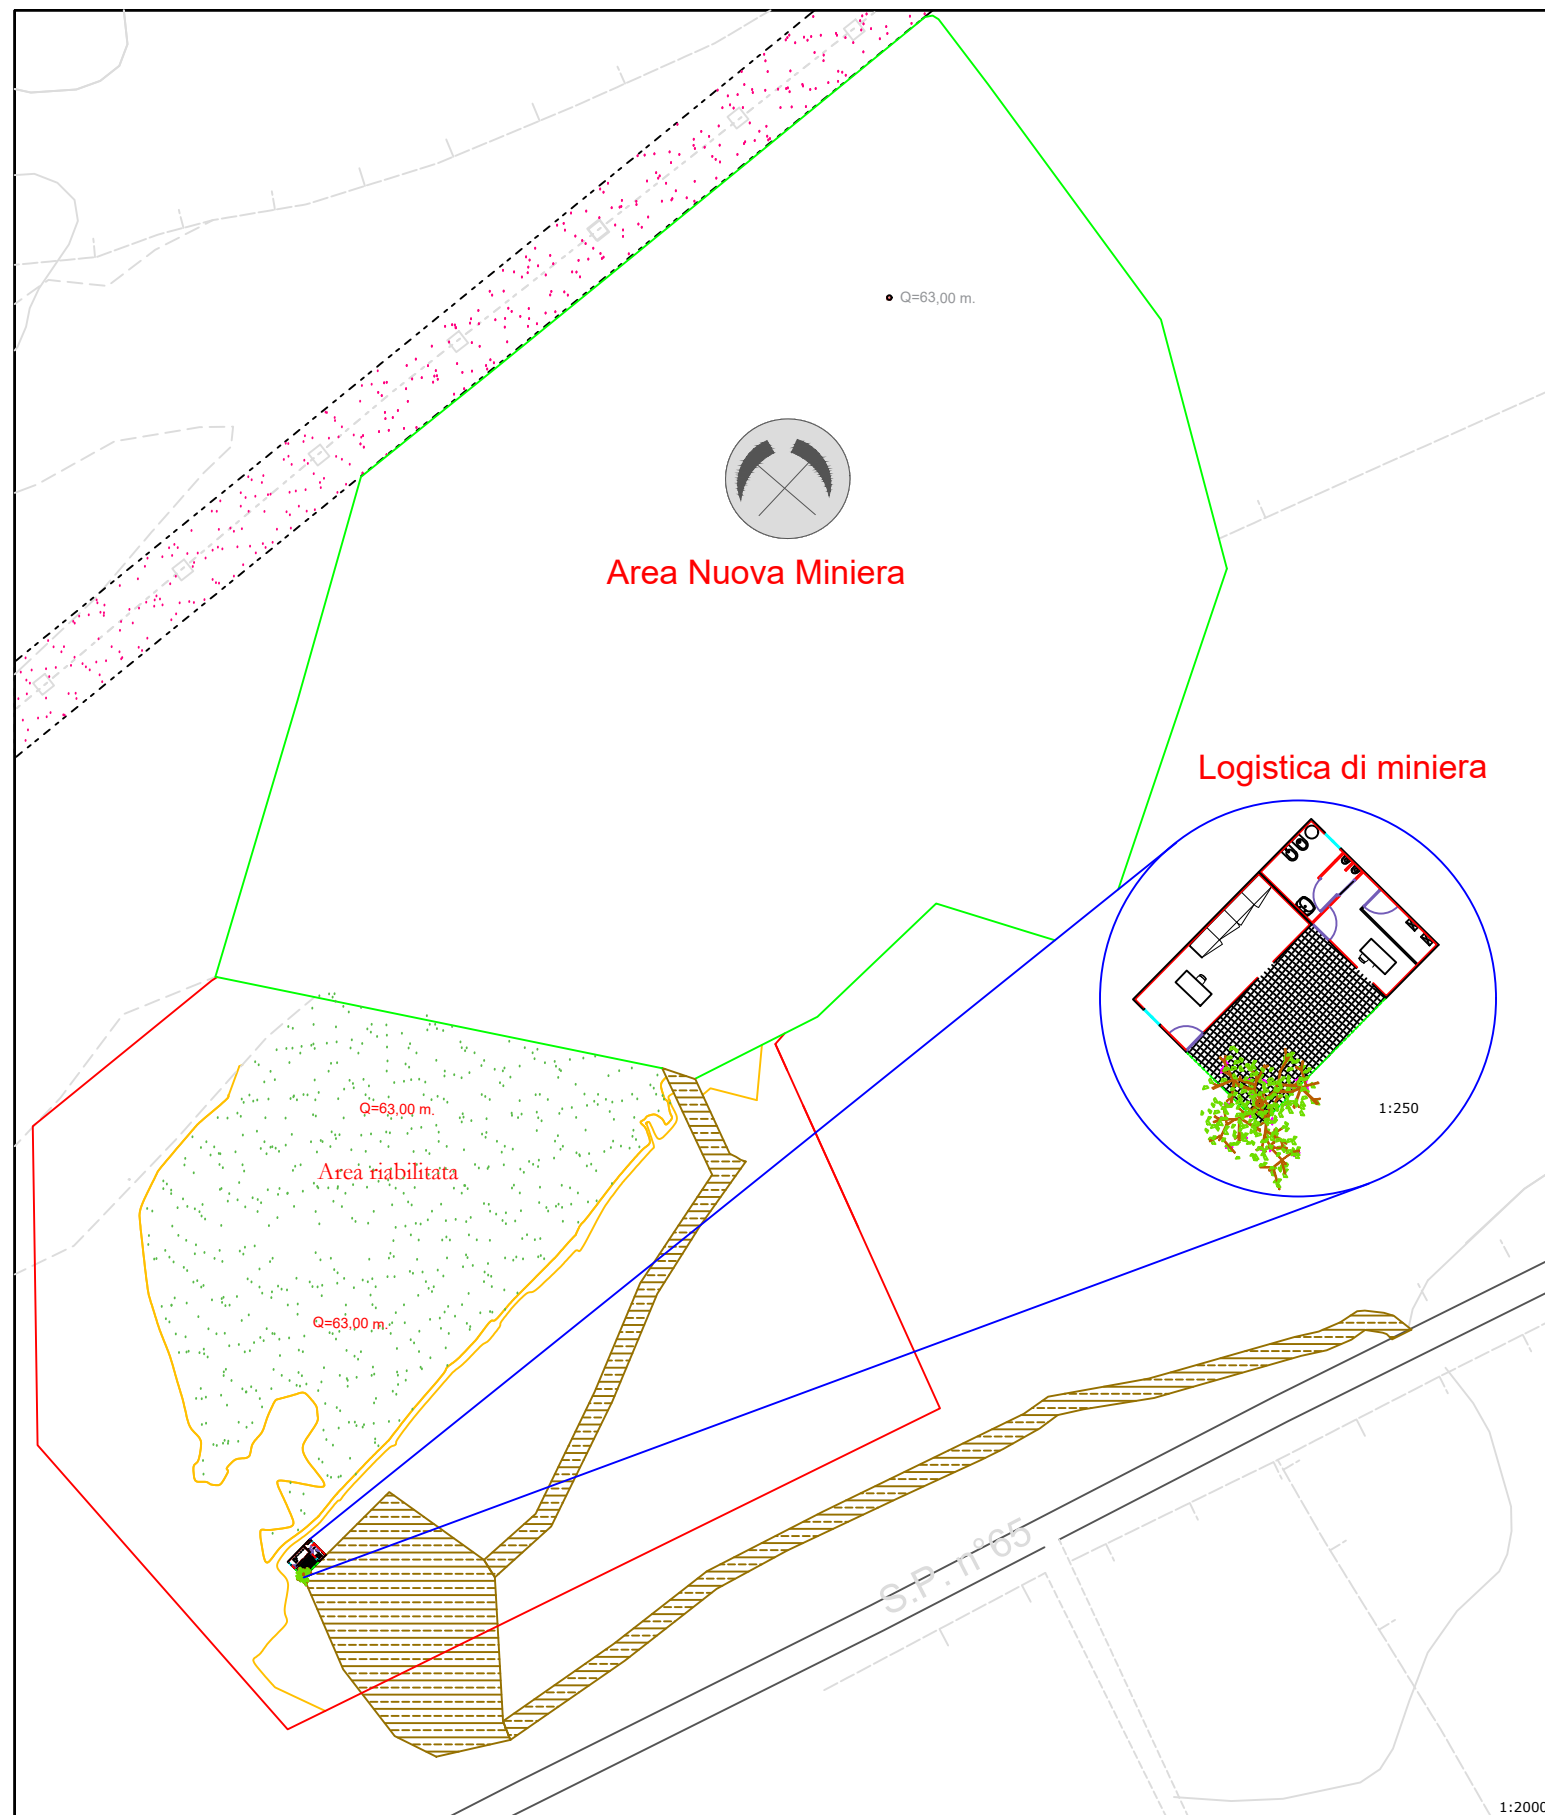 Q=63,00 m.
Area Nuova Miniera
Logistica di miniera
1:250
Q=63,00 m.
Area riabilitata
Q=63,00 m.
S.P. n°65
1:2000